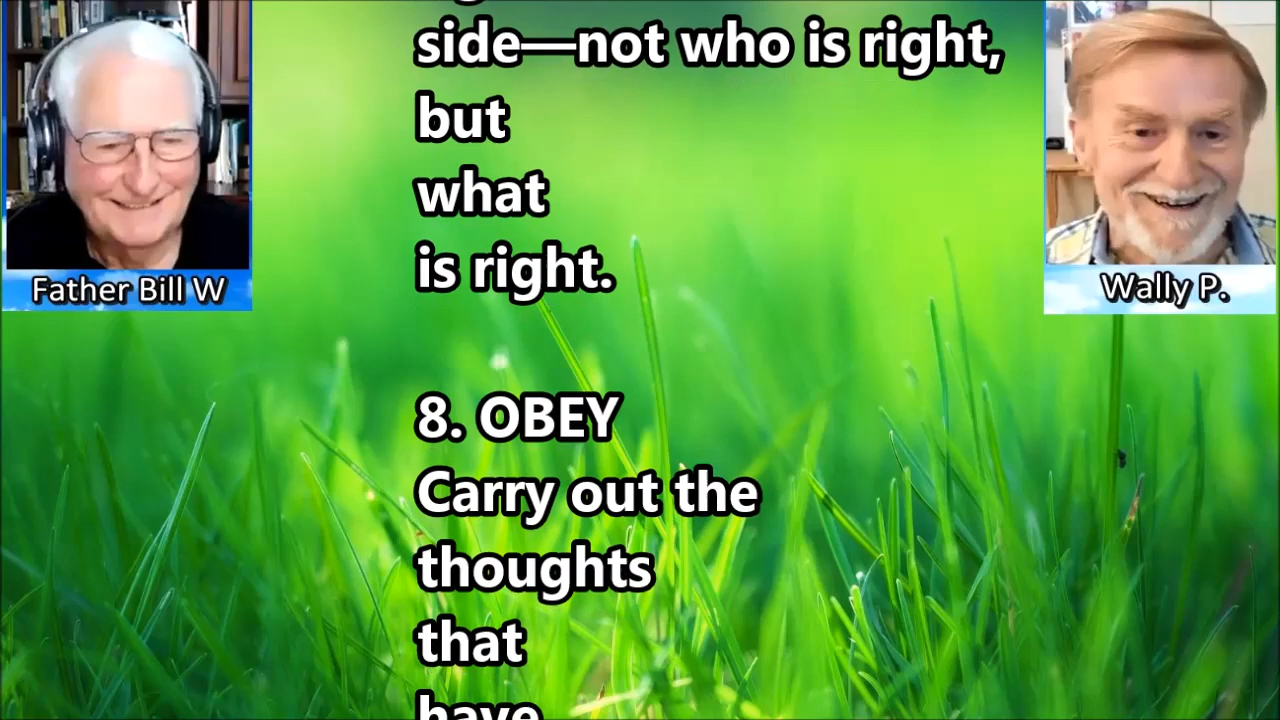 side—not who is right,
but
what
is right.
8. OBEY
Carry out the
thoughts
that
have
Father Bill W
Wally P.